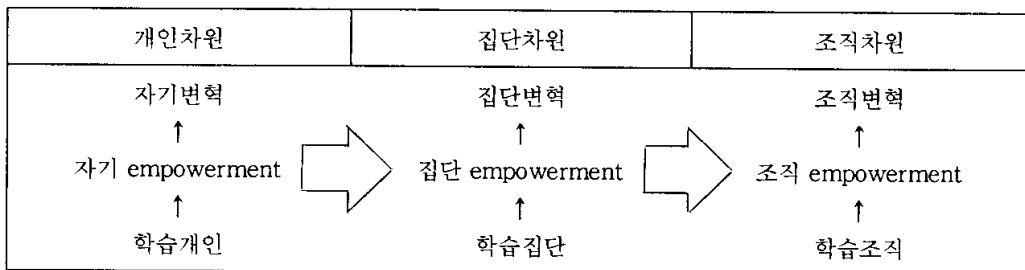 개인차원 집단차원 조직차원
자기변혁 집단변혁 조직변혁
↑ ↑ ↑
자기 empowerment 집단 empowerment 조직 empowerment
↑ ↑ ↑
학습개인 학습집단 학습조직